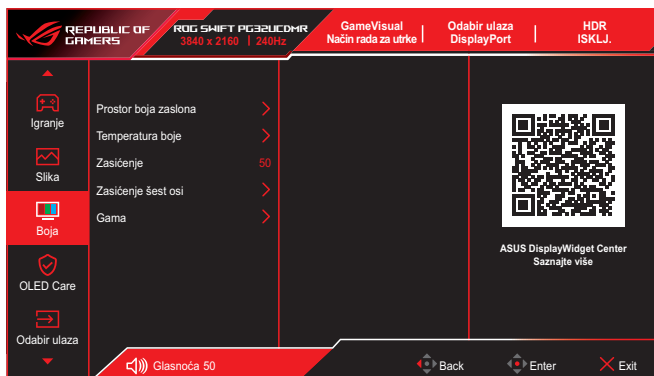 REPUBLIC OF
GAMERS
ROG SWIFT PG32UCDMR
3840 x 2160 | 240Hz
GameVisual
Način rada za utrke
Odabir ulaza
DisplayPort
HDR
ISKLJ.
Igranje
Slika
Boja
OLED Care
Odabir ulaza
Prostor boja zaslona
Temperatura boje
Zasićenje 50
Zasićenje šest osi
Gama
ASUS DisplayWidget Center
Saznajte više
Glasnoća 50
Back
Enter
Exit